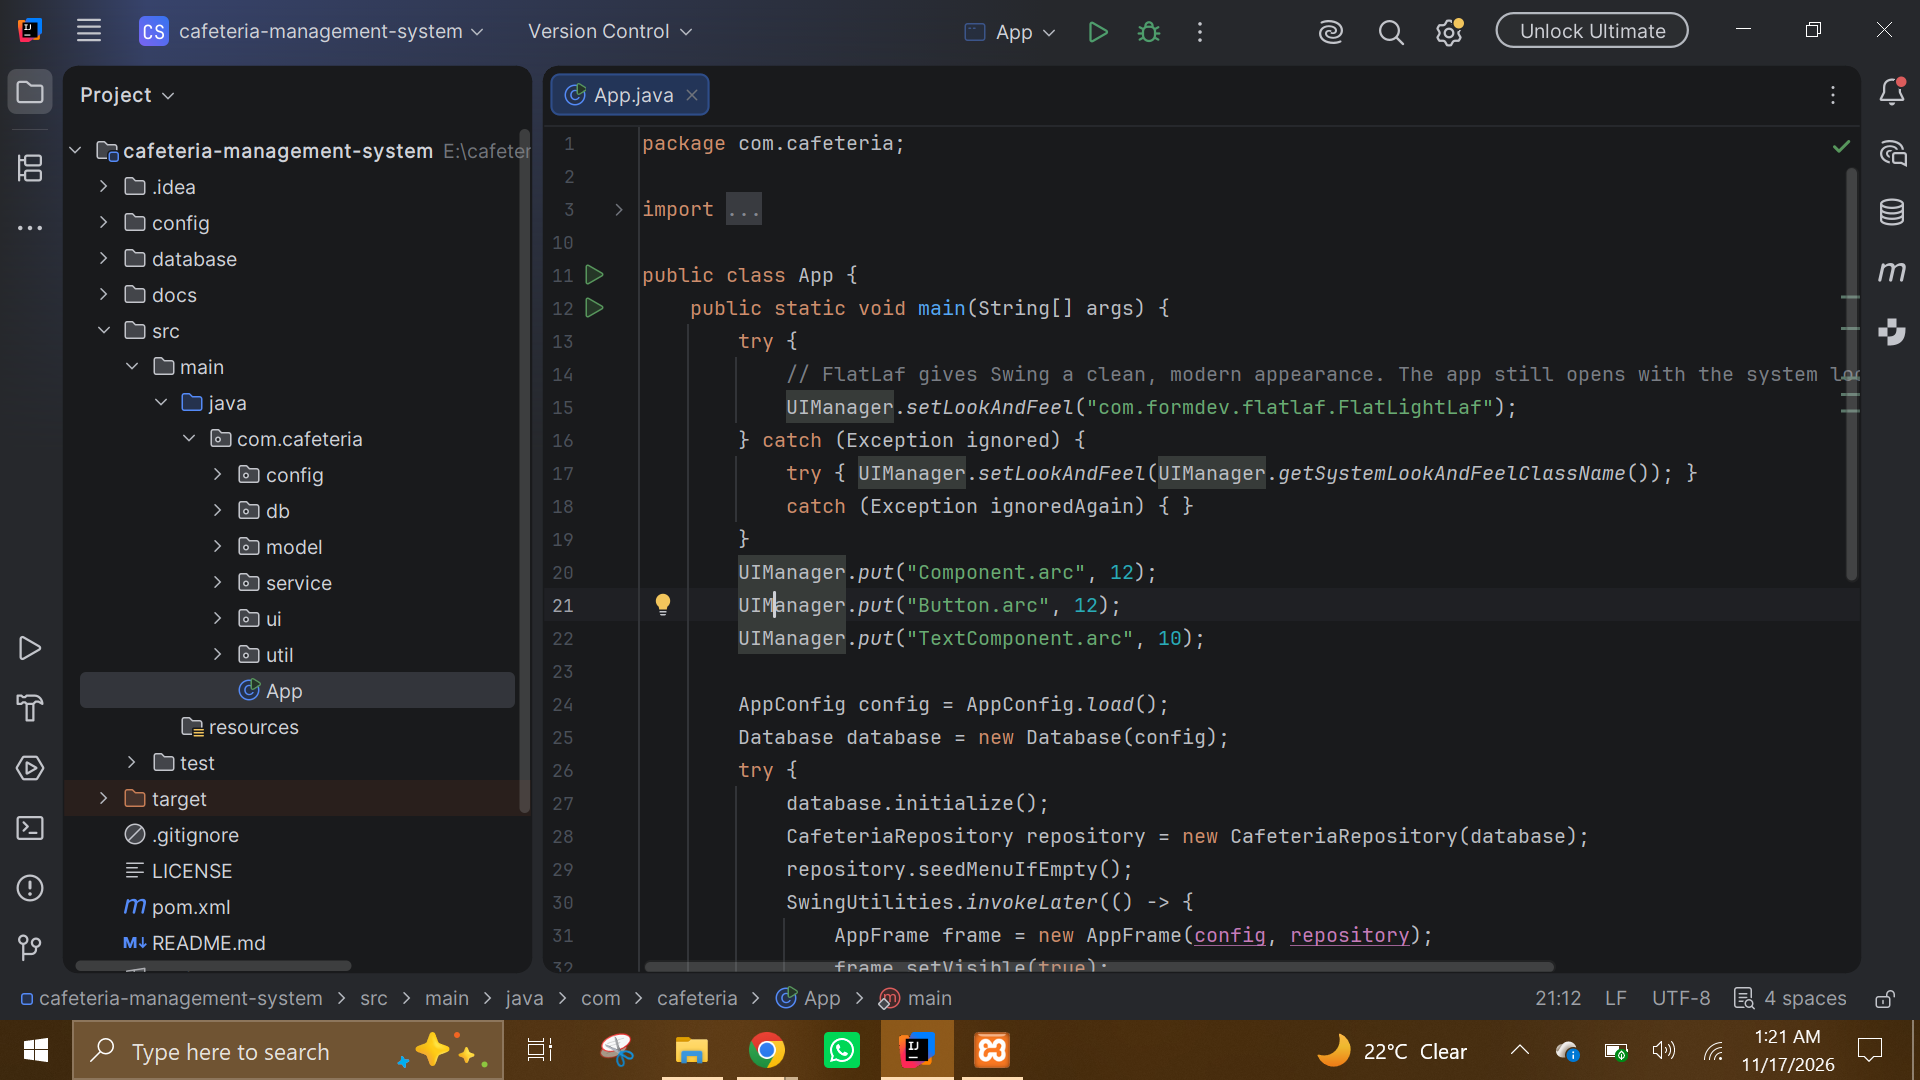 CS cafeteria-management-system
Version Control
App
Unlock Ultimate
Project
cafeteria-management-system E:\cafeter
.idea
config
database
docs
src
main
java
com.cafeteria
config
db
model
service
ui
util
App
resources
test
target
.gitignore
LICENSE
m pom.xml
M↓ README.md
App.java
1 package com.cafeteria;
2
3 import ...
10
11 public class App {
12 public static void main(String[] args) {
13 try {
14 // FlatLaf gives Swing a clean, modern appearance. The app still opens with the system loo
15 UIManager.setLookAndFeel("com.formdev.flatlaf.FlatLightLaf");
16 } catch (Exception ignored) {
17 try { UIManager.setLookAndFeel(UIManager.getSystemLookAndFeelClassName()); }
18 catch (Exception ignoredAgain) { }
19 }
20 UIManager.put("Component.arc", 12);
21 UIManager.put("Button.arc", 12);
22 UIManager.put("TextComponent.arc", 10);
23
24 AppConfig config = AppConfig.load();
25 Database database = new Database(config);
26 try {
27 database.initialize();
28 CafeteriaRepository repository = new CafeteriaRepository(database);
29 repository.seedMenuIfEmpty();
30 SwingUtilities.invokeLater(() -> {
31 AppFrame frame = new AppFrame(config, repository);
32 frame.setVisible(true);
m
cafeteria-management-system > src > main > java > com > cafeteria > App > m main
21:12 LF UTF-8 4 spaces
Type here to search
IJ
22°C Clear
1:21 AM
11/17/2026